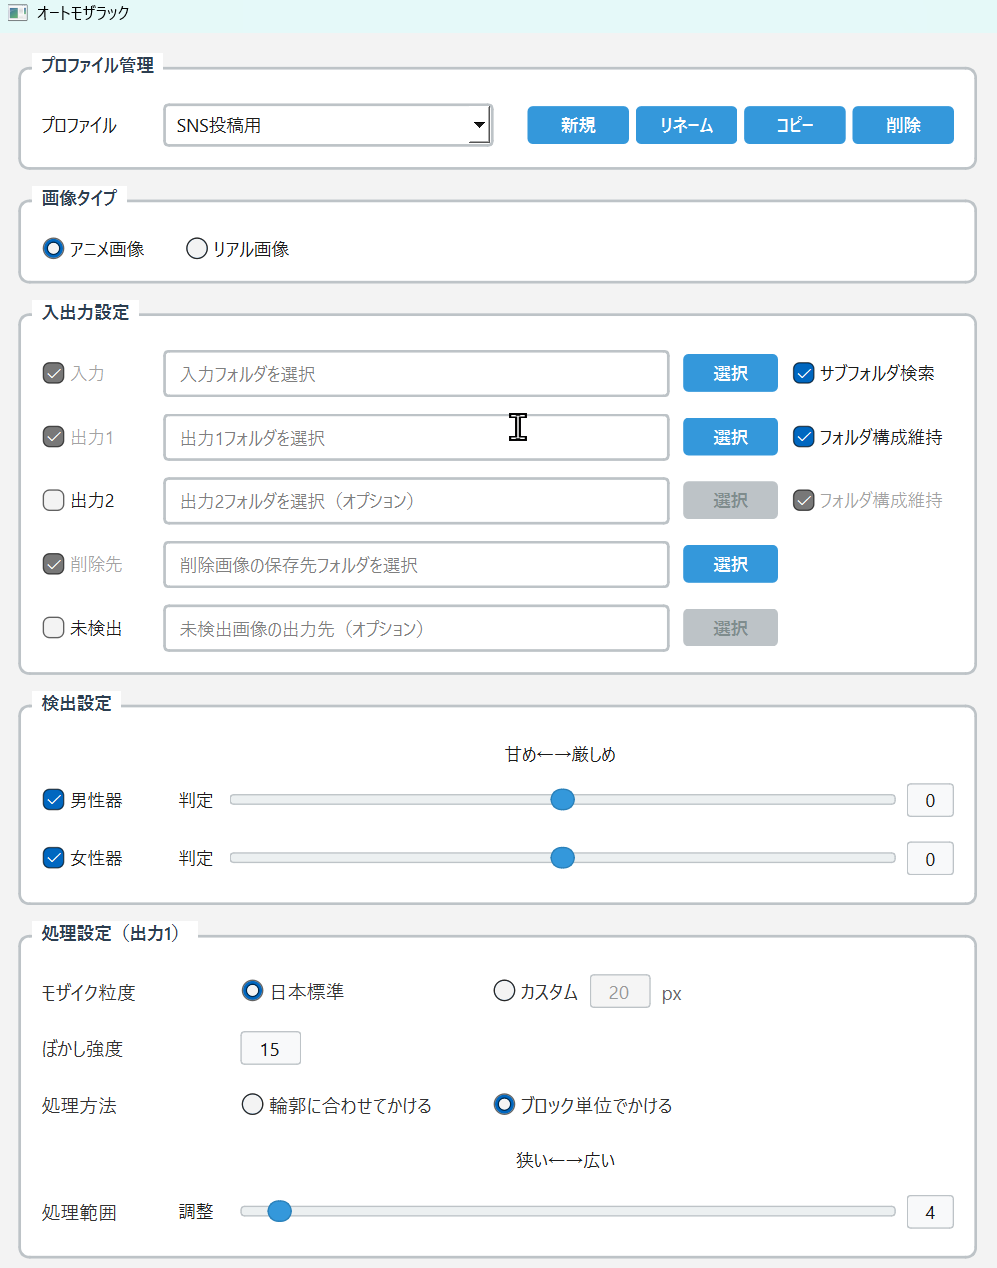 オートモザラック
プロファイル管理
プロファイル SNS投稿用 新規 リネーム コピー 削除
画像タイプ
アニメ画像 リアル画像
入出力設定
入力 入力フォルダを選択 選択 サブフォルダ検索
出力1 出力1フォルダを選択 選択 フォルダ構成維持
出力2 出力2フォルダを選択（オプション） 選択 フォルダ構成維持
削除先 削除画像の保存先フォルダを選択 選択
未検出 未検出画像の出力先（オプション） 選択
検出設定
甘め←→厳しめ
男性器 判定 0
女性器 判定 0
処理設定（出力1）
モザイク粒度 日本標準 カスタム 20 px
ぼかし強度 15
処理方法 輪郭に合わせてかける ブロック単位でかける
狭い←→広い
処理範囲 調整 4